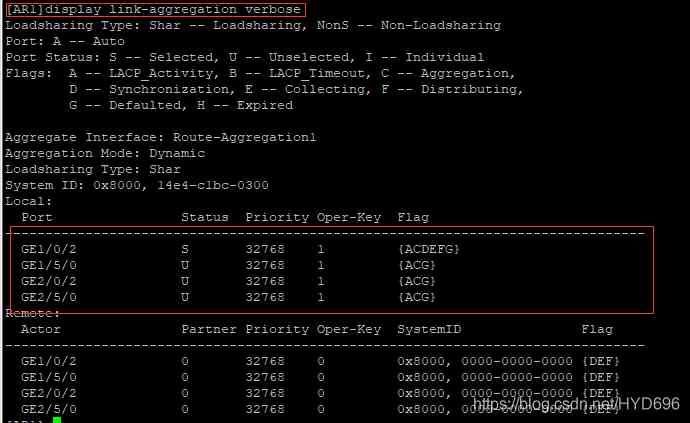 [AR1]display link-aggregation verbose
Loadsharing Type: Shar -- Loadsharing, NonS -- Non-Loadsharing
Port: A -- Auto
Port Status: S -- Selected, U -- Unselected, I -- Individual
Flags:  A -- LACP_Activity, B -- LACP_Timeout, C -- Aggregation,
        D -- Synchronization, E -- Collecting, F -- Distributing,
        G -- Defaulted, H -- Expired
Aggregate Interface: Route-Aggregation1
Aggregation Mode: Dynamic
Loadsharing Type: Shar
System ID: 0x8000, 14e4-c1bc-0300
Local:
  Port                Status  Priority Oper-Key  Flag
--------------------------------------------------------------------------------
  GE1/0/2             S       32768    1         {ACDEFG}
  GE1/5/0             U       32768    1         {ACG}
  GE2/0/2             U       32768    1         {ACG}
  GE2/5/0             U       32768    1         {ACG}
Remote:
  Actor               Partner Priority Oper-Key  SystemID               Flag
--------------------------------------------------------------------------------
  GE1/0/2             0       32768    0         0x8000, 0000-0000-0000 {DEF}
  GE1/5/0             0       32768    0         0x8000, 0000-0000-0000 {DEF}
  GE2/0/2             0       32768    0         0x8000, 0000-0000-0000 {DEF}
  GE2/5/0             0       32768    0         0x8000, 0000-0000-0000 {DEF}
https://blog.csdn.net/HYD696
[AR1]